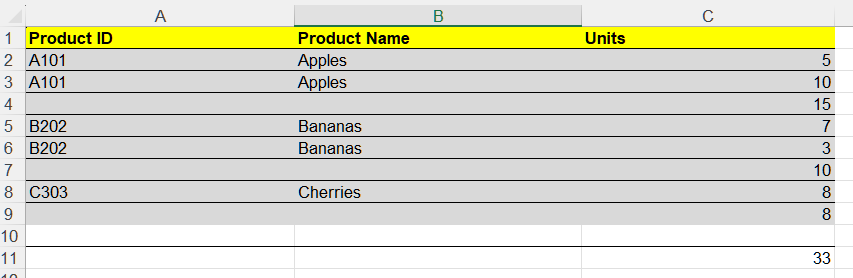 A B C
1 Product ID Product Name Units
2 A101 Apples 5
3 A101 Apples 10
4 15
5 B202 Bananas 7
6 B202 Bananas 3
7 10
8 C303 Cherries 8
9 8
10
11 33